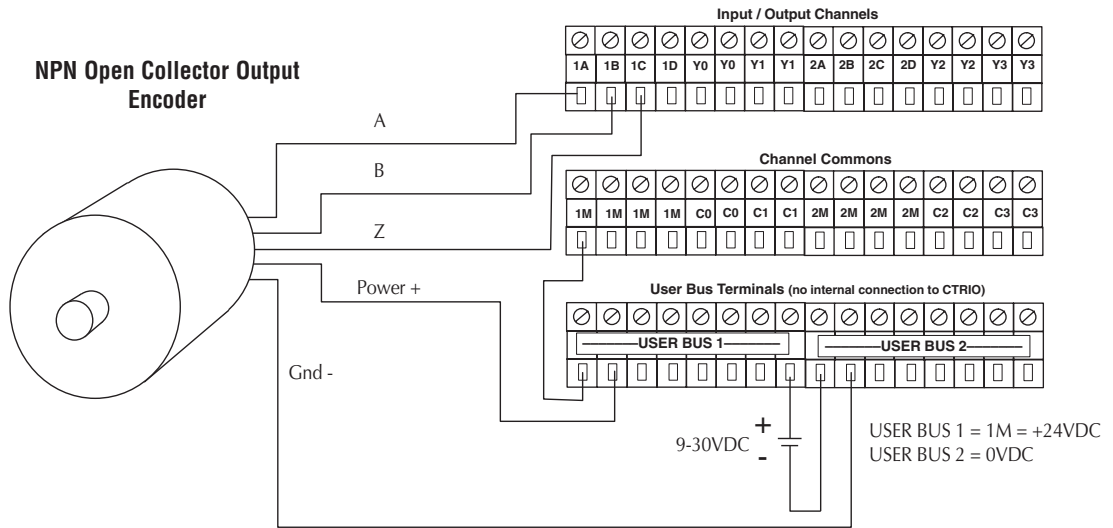 Input / Output Channels
NPN Open Collector Output
Encoder
1A 1B 1C 1D Y0 Y0 Y1 Y1 2A 2B 2C 2D Y2 Y2 Y3 Y3
A
B
Z
Channel Commons
1M 1M 1M 1M C0 C0 C1 C1 2M 2M 2M 2M C2 C2 C3 C3
Power +
User Bus Terminals (no internal connection to CTRIO)
USER BUS 1 USER BUS 2
Gnd -
9-30VDC + -
USER BUS 1 = 1M = +24VDC
USER BUS 2 = 0VDC